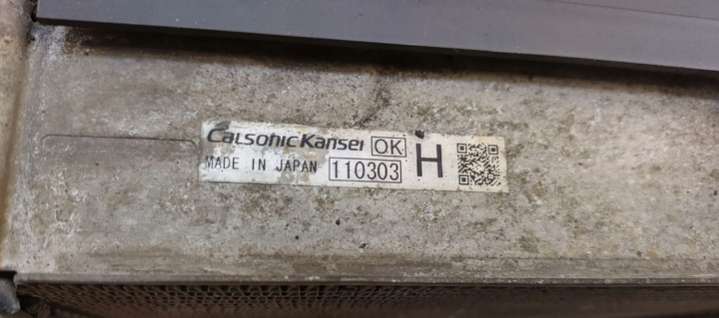 CalsonicKansei OK H
MADE IN JAPAN 110303